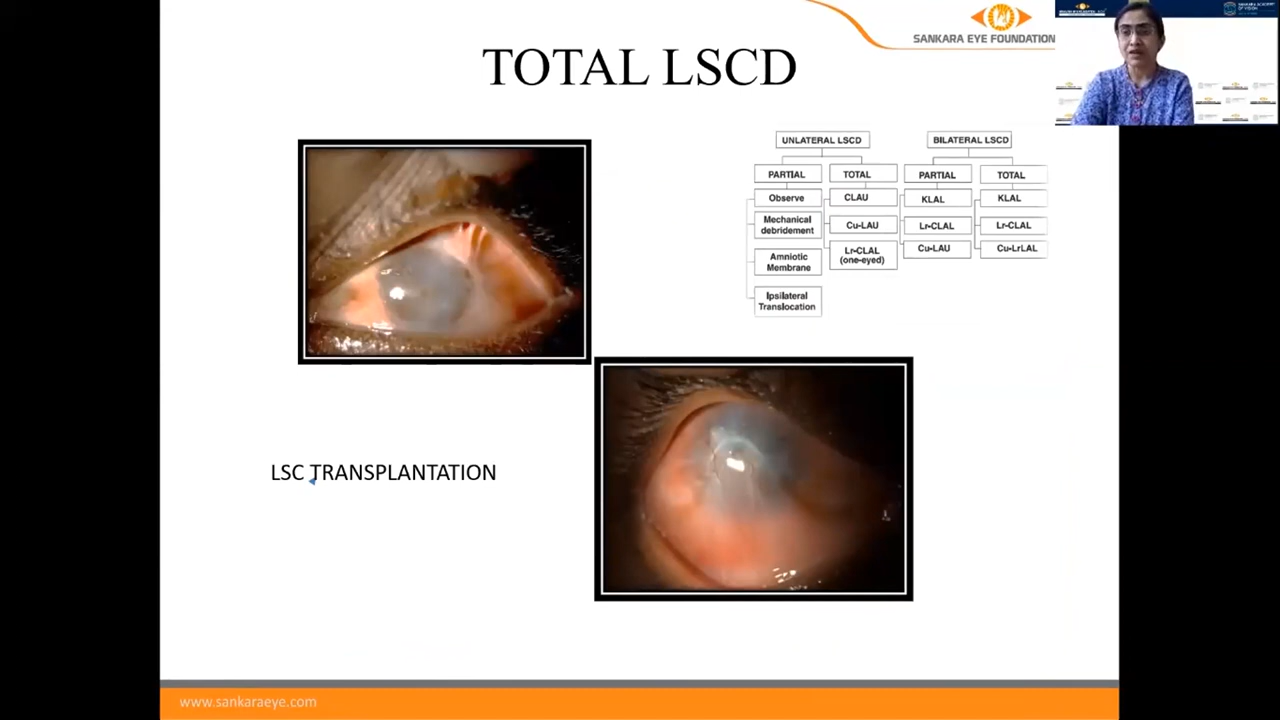 SANKARA EYE FOUNDATION
TOTAL LSCD
UNILATERAL LSCD
BILATERAL LSCD
PARTIAL
TOTAL
PARTIAL
TOTAL
Observe
CLAU
KLAL
KLAL
Mechanical
debridement
Cu-LAU
Lr-CLAL
Lr-CLAL
Amniotic
Membrane
Lr-CLAL
(one-eyed)
Cu-LAU
Cu-LrLAL
Ipsilateral
Translocation
LSC TRANSPLANTATION
www.sankaraeye.com